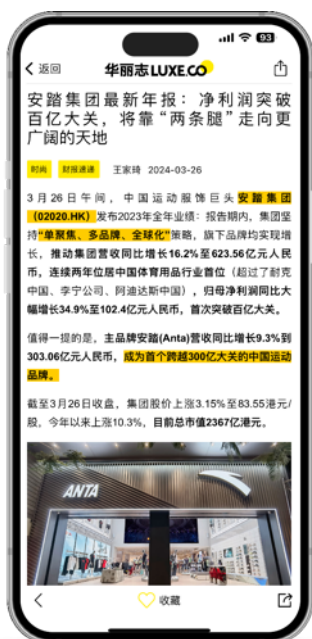 93
返回
华丽志 LUXE.CO
安踏集团最新年报：净利润突破
百亿大关，将靠“两条腿”走向更
广阔的天地
时尚 财报速递 王家琦 2024-03-26
3月26日午间，中国运动服饰巨头安踏集团
（02020.HK）发布2023年全年业绩：报告期内，集团坚
持“单聚焦、多品牌、全球化”策略，旗下品牌均实现增
长，推动集团营收同比增长16.2%至623.56亿元人民
币，连续两年位居中国体育用品行业首位（超过了耐克
中国、李宁公司、阿迪达斯中国），归母净利润同比大
幅增长34.9%至102.4亿元人民币，首次突破百亿大关。
值得一提的是，主品牌安踏(Anta)营收同比增长9.3%到
303.06亿元人民币，成为首个跨越300亿大关的中国运动
品牌。
截至3月26日收盘，集团股价上涨3.15%至83.55港元/
股，今年以来上涨10.3%，目前总市值2367亿港元。
ANTA
收藏